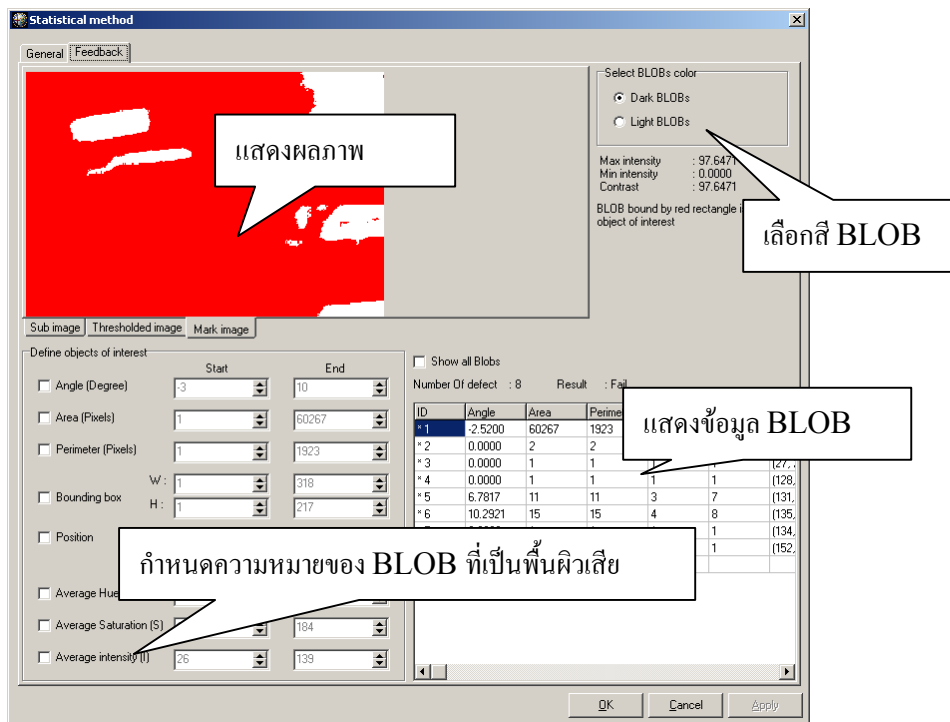 Statistical method
General Feedback
แสดงผลภาพ
Select BLOBs color
Dark BLOBs
Light BLOBs
Max intensity : 97.6471
Min intensity : 0.0000
Contrast : 97.6471
BLOB bound by red rectangle
object of interest
เลือกสี BLOB
Sub image Thresholded image Mark image
Define objects of interest
Start End
Angle (Degree) -3 10
Area (Pixels) 1 60267
Perimeter (Pixels) 1 1923
Bounding box W : 1 318
H : 1 217
Position
กำหนดความหมายของ BLOB ที่เป็นพื้นผิวเสีย
Average Hue
Average Saturation (S) 184
Average intensity (I) 26 139
Show all Blobs
Number Of defect : 8 Result : Fail
ID Angle Area
* 1 -2.5200 60267 1923
* 2 0.0000 2 2
* 3 0.0000 1 1 (27,
* 4 0.0000 1 1 1 1 (128,
* 5 6.7817 11 11 3 7 (131,
* 6 10.2921 15 15 4 8 (135,
1 (134,
1 (152,
แสดงข้อมูล BLOB
OK Cancel Apply